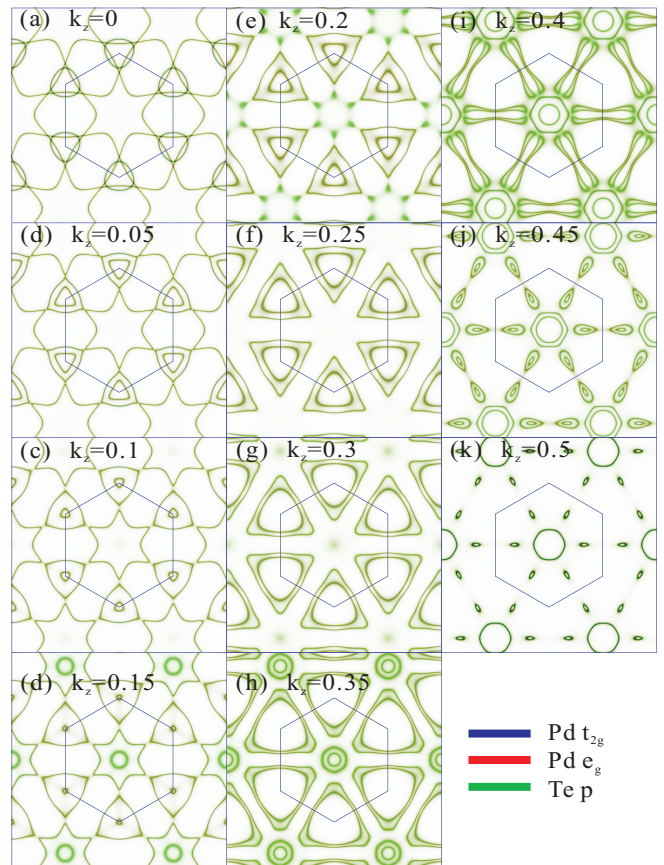 (a) k_z=0
(e) k_z=0.2
(i) k_z=0.4
(d) k_z=0.05
(f) k_z=0.25
(j) k_z=0.45
(c) k_z=0.1
(g) k_z=0.3
(k) k_z=0.5
(d) k_z=0.15
(h) k_z=0.35
Pd t_2g
Pd e_g
Te p